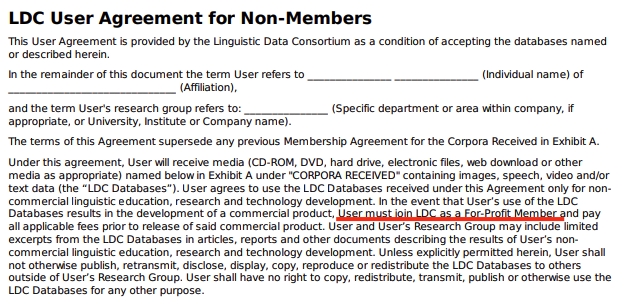 LDC User Agreement for Non-Members
This User Agreement is provided by the Linguistic Data Consortium as a condition of accepting the databases named
or described herein.
In the remainder of this document the term User refers to ________________ ________________ (Individual name) of
________________________________ (Affiliation),
and the term User's research group refers to: ________________ (Specific department or area within company, if
appropriate, or University, Institute or Company name).
The terms of this Agreement supersede any previous Membership Agreement for the Corpora Received in Exhibit A.
Under this agreement, User will receive media (CD-ROM, DVD, hard drive, electronic files, web download or other
media as appropriate) named below in Exhibit A under "CORPORA RECEIVED" containing images, speech, video and/or
text data (the “LDC Databases”). User agrees to use the LDC Databases received under this Agreement only for non-
commercial linguistic education, research and technology development. In the event that User’s use of the LDC
Databases results in the development of a commercial product, User must join LDC as a For-Profit Member and pay
all applicable fees prior to release of said commercial product. User and User’s Research Group may include limited
excerpts from the LDC Databases in articles, reports and other documents describing the results of User’s non-
commercial linguistic education, research and technology development. Unless explicitly permitted herein, User shall
not otherwise publish, retransmit, disclose, display, copy, reproduce or redistribute the LDC Databases to others
outside of User’s Research Group. User shall have no right to copy, redistribute, transmit, publish or otherwise use the
LDC Databases for any other purpose.